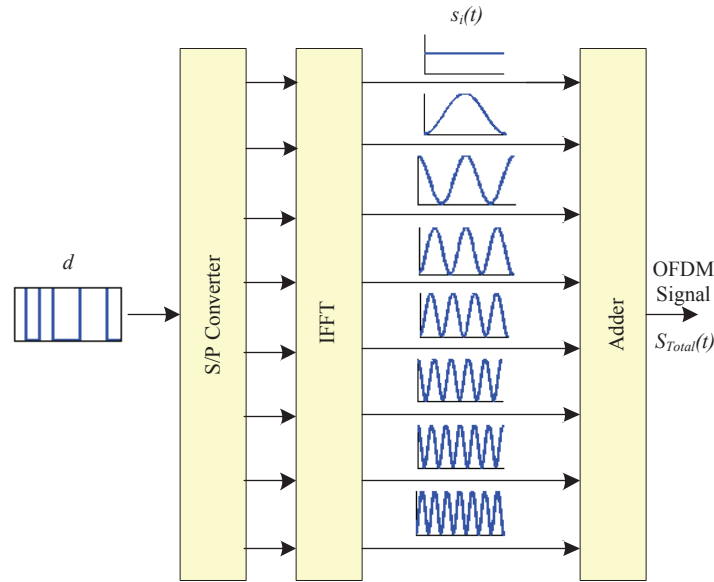 s_i(t)
d
S/P Converter
IFFT
Adder
OFDM
Signal
S_Total(t)